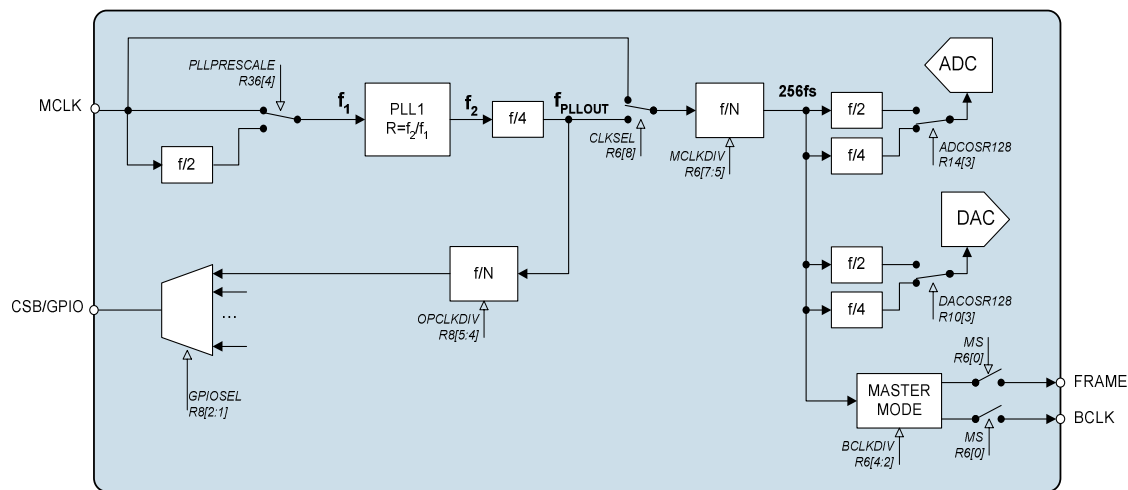 PLLPRESCALE
R36[4]
MCLK
f/2
f1
PLL1
R=f2/f1
f2
f/4
fPLLOUT
CLKSEL
R6[8]
f/N
MCLKDIV
R6[7:5]
256fs
f/2
f/4
ADC
ADCOSR128
R14[3]
DAC
f/2
f/4
DACOSR128
R10[3]
CSB/GPIO
...
GPIOSEL
R8[2:1]
f/N
OPCLKDIV
R8[5:4]
MASTER
MODE
BCLKDIV
R6[4:2]
MS
R6[0]
FRAME
BCLK
MS
R6[0]